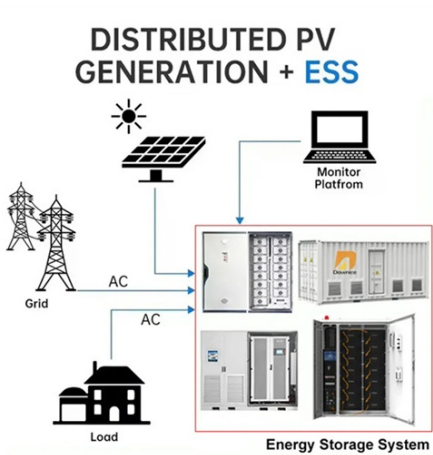 DISTRIBUTED PV
GENERATION + ESS
Monitor
Platfrom
Grid
AC
AC
Load
Energy Storage System